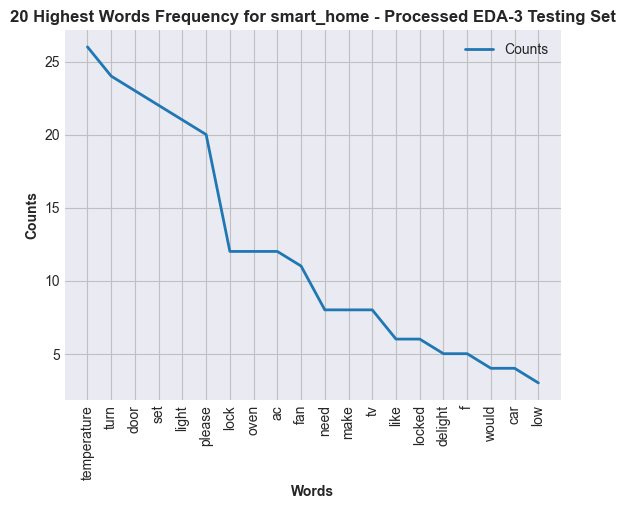 20 Highest Words Frequency for smart_home - Processed EDA-3 Testing Set
Counts
25
20
15
10
5
Counts
temperature
turn
door
set
light
please
lock
oven
ac
fan
need
make
tv
like
locked
delight
f
would
car
low
Words